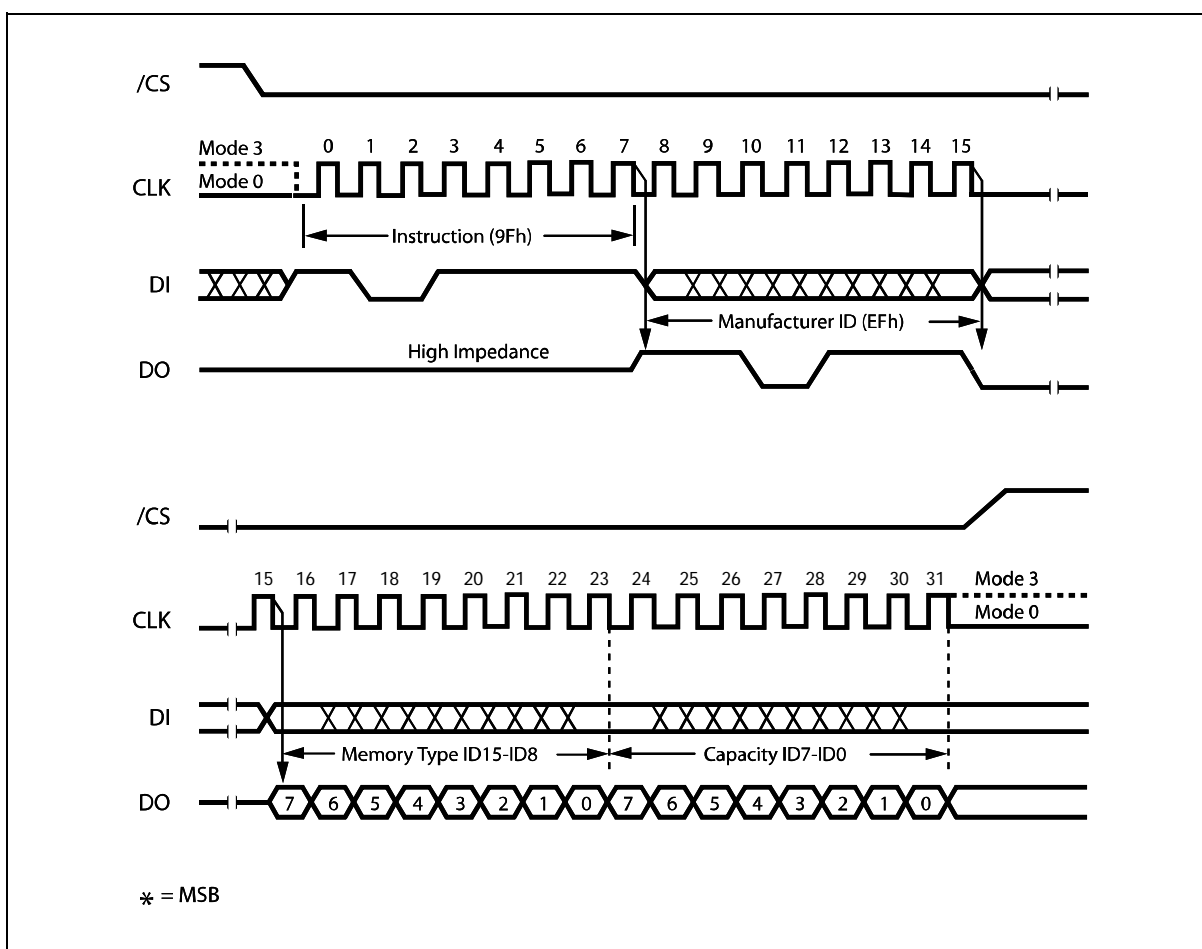 /CS
Mode 3
0 1 2 3 4 5 6 7 8 9 10 11 12 13 14 15
Mode 0
CLK
Instruction (9Fh)
DI
Manufacturer ID (EFh)
High Impedance
DO
/CS
15 16 17 18 19 20 21 22 23 24 25 26 27 28 29 30 31
Mode 3
Mode 0
CLK
DI
Memory Type ID15-ID8
Capacity ID7-ID0
DO
7 6 5 4 3 2 1 0 7 6 5 4 3 2 1 0
* = MSB